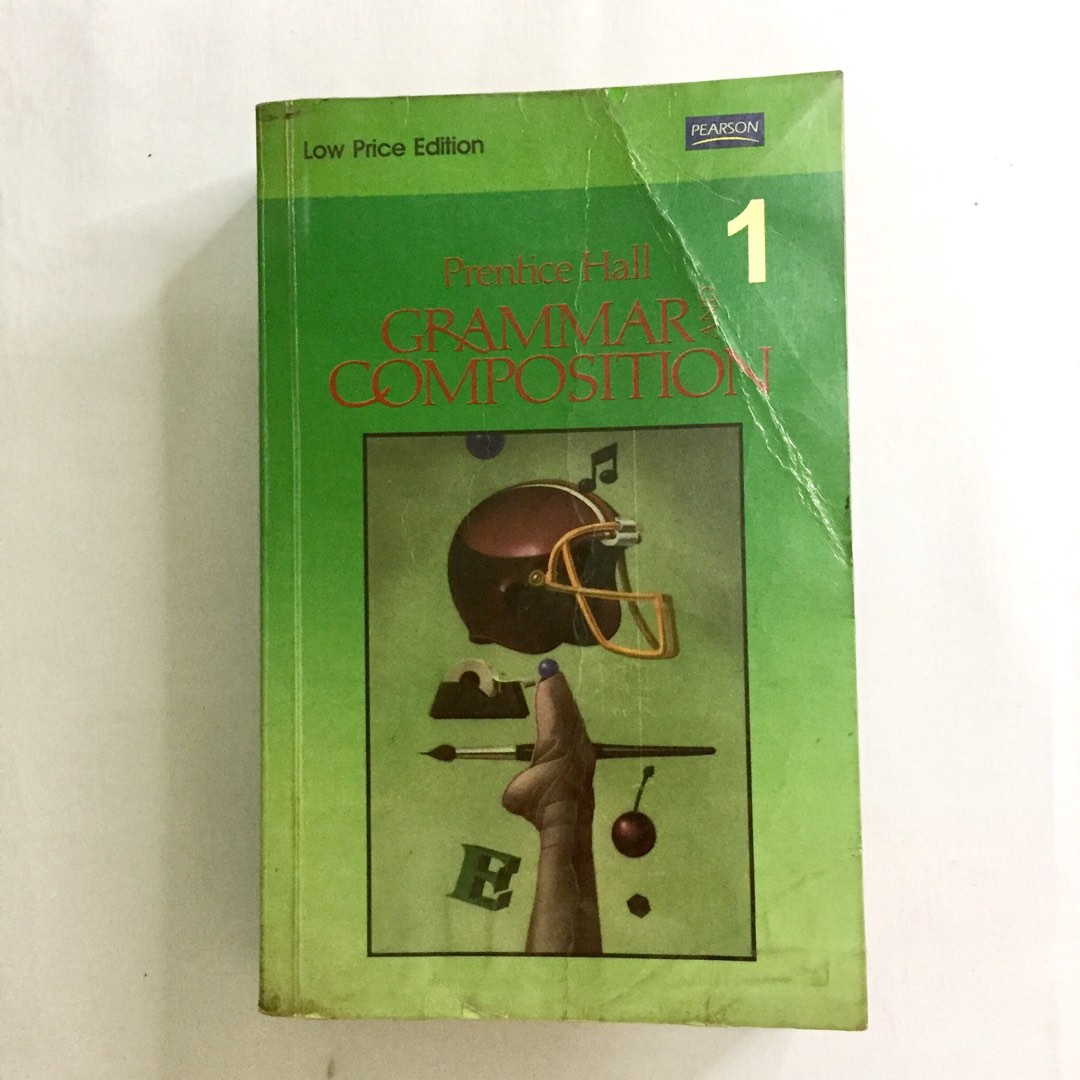 Low Price Edition
PEARSON
1
Prentice Hall
GRAMMAR AND
COMPOSITION
E